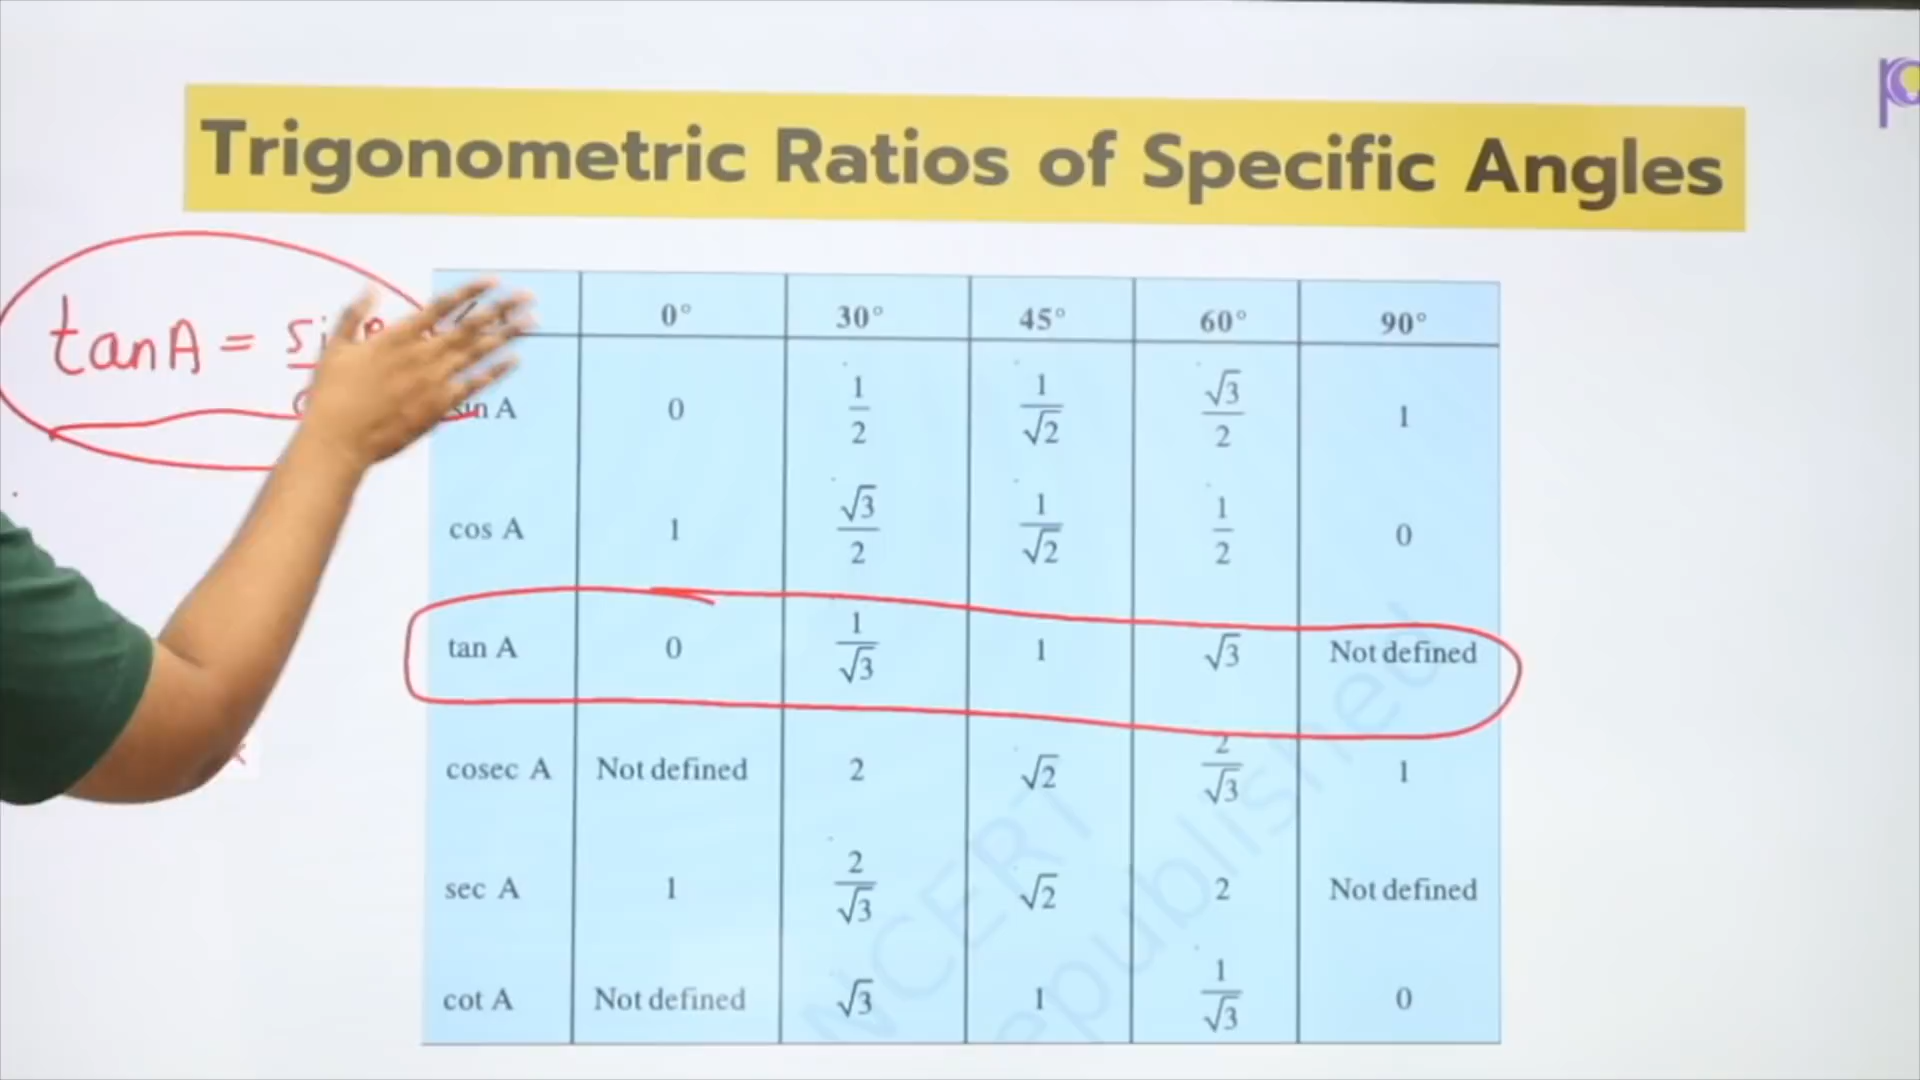 Trigonometric Ratios of Specific Angles
tanA =
0° 30° 45° 60° 90°
sin A 0 1/2 1/√2 √3/2 1
cos A 1 √3/2 1/√2 1/2 0
tan A 0 1/√3 1 √3 Not defined
cosec A Not defined 2 √2 2/√3 1
sec A 1 2/√3 √2 2 Not defined
cot A Not defined √3 1 1/√3 0
NCERT
republished